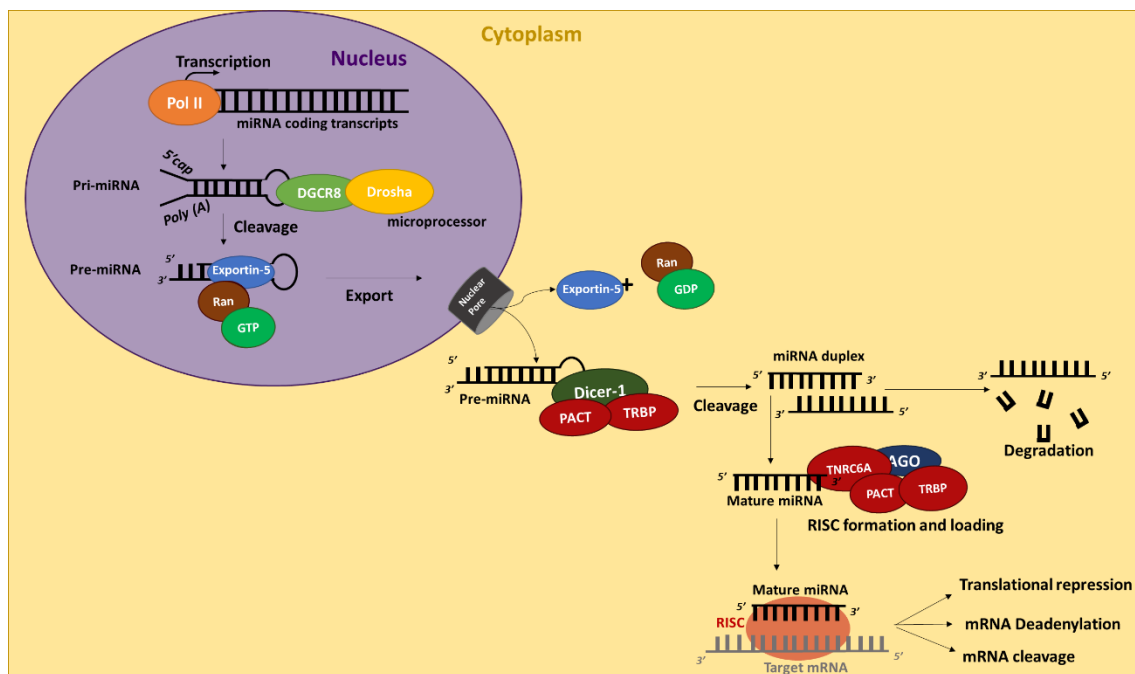 Cytoplasm
Nucleus
Transcription
Pol II
miRNA coding transcripts
5'cap
Pri-miRNA
DGCR8
Drosha
Poly (A)
microprocessor
Cleavage
5'
Pre-miRNA
3'
Exportin-5
Ran
GTP
Export
Nuclear
Pore
Exportin-5
+
Ran
GDP
5'
3'
Pre-miRNA
Dicer-1
PACT
TRBP
Cleavage
miRNA duplex
5'
3'
3'
5'
3'
5'
Degradation
5'
3'
Mature miRNA
TNRC6A
AGO
PACT
TRBP
RISC formation and loading
Mature miRNA
5'
3'
RISC
3'
5'
Target mRNA
Translational repression
mRNA Deadenylation
mRNA cleavage